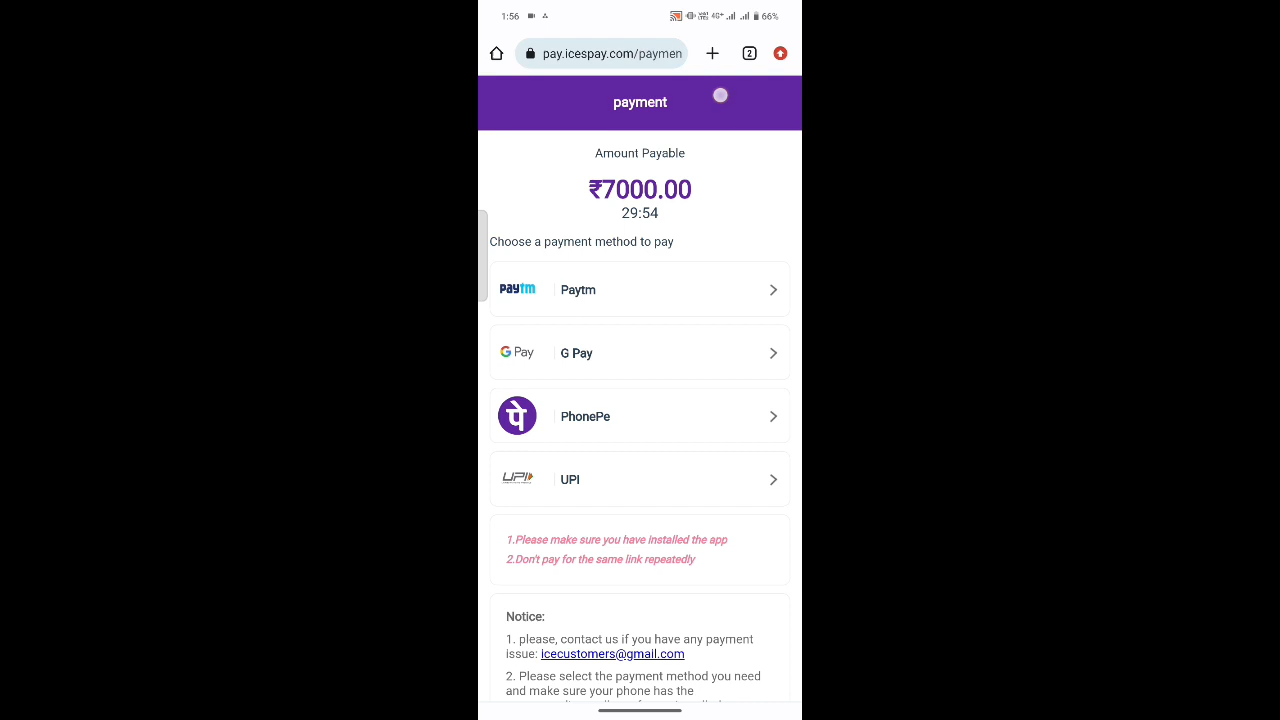 1:56
4G+ 66%
pay.icespay.com/paymen
2
payment
Amount Payable
₹7000.00
29:54
Choose a payment method to pay
paytm Paytm
G Pay G Pay
पे PhonePe
UPI UPI
1.Please make sure you have installed the app
2.Don't pay for the same link repeatedly
Notice:
1. please, contact us if you have any payment
issue: icecustomers@gmail.com
2. Please select the payment method you need
and make sure your phone has the